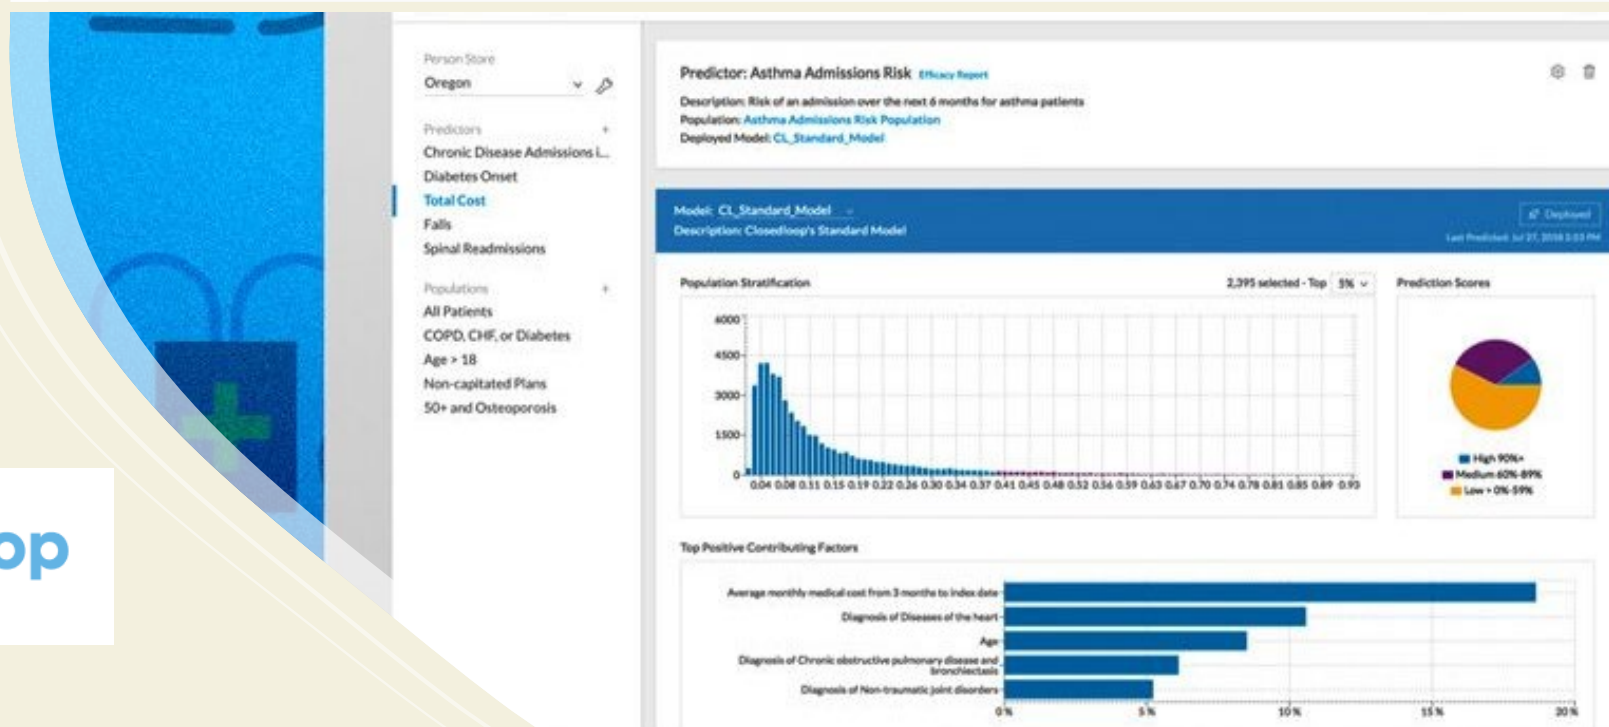 Person Store
Oregon
Predictors +
Chronic Disease Admissions i...
Diabetes Onset
Total Cost
Falls
Spinal Readmissions
Populations +
All Patients
COPD, CHF, or Diabetes
Age > 18
Non-capitated Plans
50+ and Osteoporosis
op
Predictor: Asthma Admissions Risk Efficacy Report
Description: Risk of an admission over the next 6 months for asthma patients
Population: Asthma Admissions Risk Population
Deployed Model: CL_Standard_Model
Model: CL_Standard_Model
Description: Closedloop's Standard Model
Deployed
Last Predicted: Jul 27, 2018 PM
Population Stratification
2,395 selected - Top 5%
6000
4500
3000
1500
0
0.04 0.08 0.11 0.15 0.19 0.22 0.26 0.30 0.34 0.37 0.41 0.45 0.48 0.52 0.56 0.59 0.63 0.67 0.70 0.74 0.78 0.81 0.85 0.89 0.93
Prediction Scores
High 90%+
Medium 60%-89%
Low + 0%-59%
Top Positive Contributing Factors
Average monthly medical cost from 3 months to index date
Diagnosis of Diseases of the heart
Age
Diagnosis of Chronic obstructive pulmonary disease and
bronchiectasis
Diagnosis of Non-traumatic joint disorders
0% 5% 10% 15% 20%